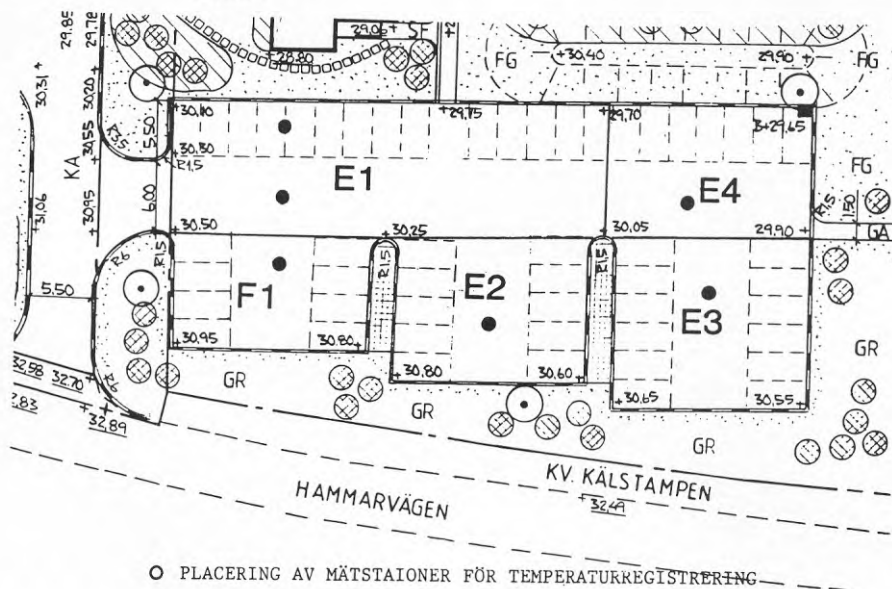 29.85
29.78
29.06 SF
28.80
FG
+30.40
29.90
FG
30.31+
30.20
30.55
R3.5
5.50
30.10
29.75
29.70
B+29.65
KA
30.30
R1.5
E1
E4
FG
31.06
30.95
6.00
30.50
30.25
30.05
29.90
R1.5
1.50
GA
R6
R1.5
R1.5
R1.5
5.50
F1
E2
E3
30.95
30.80
GR
32.58
32.70
R6
GR
30.80
30.60
30.65
30.55
32.89
GR
GR
KV. KÄLSTAMPEN
HAMMARVÄGEN
32.49
O PLACERING AV MÄTSTAIONER FÖR TEMPERATURREGISTRERING